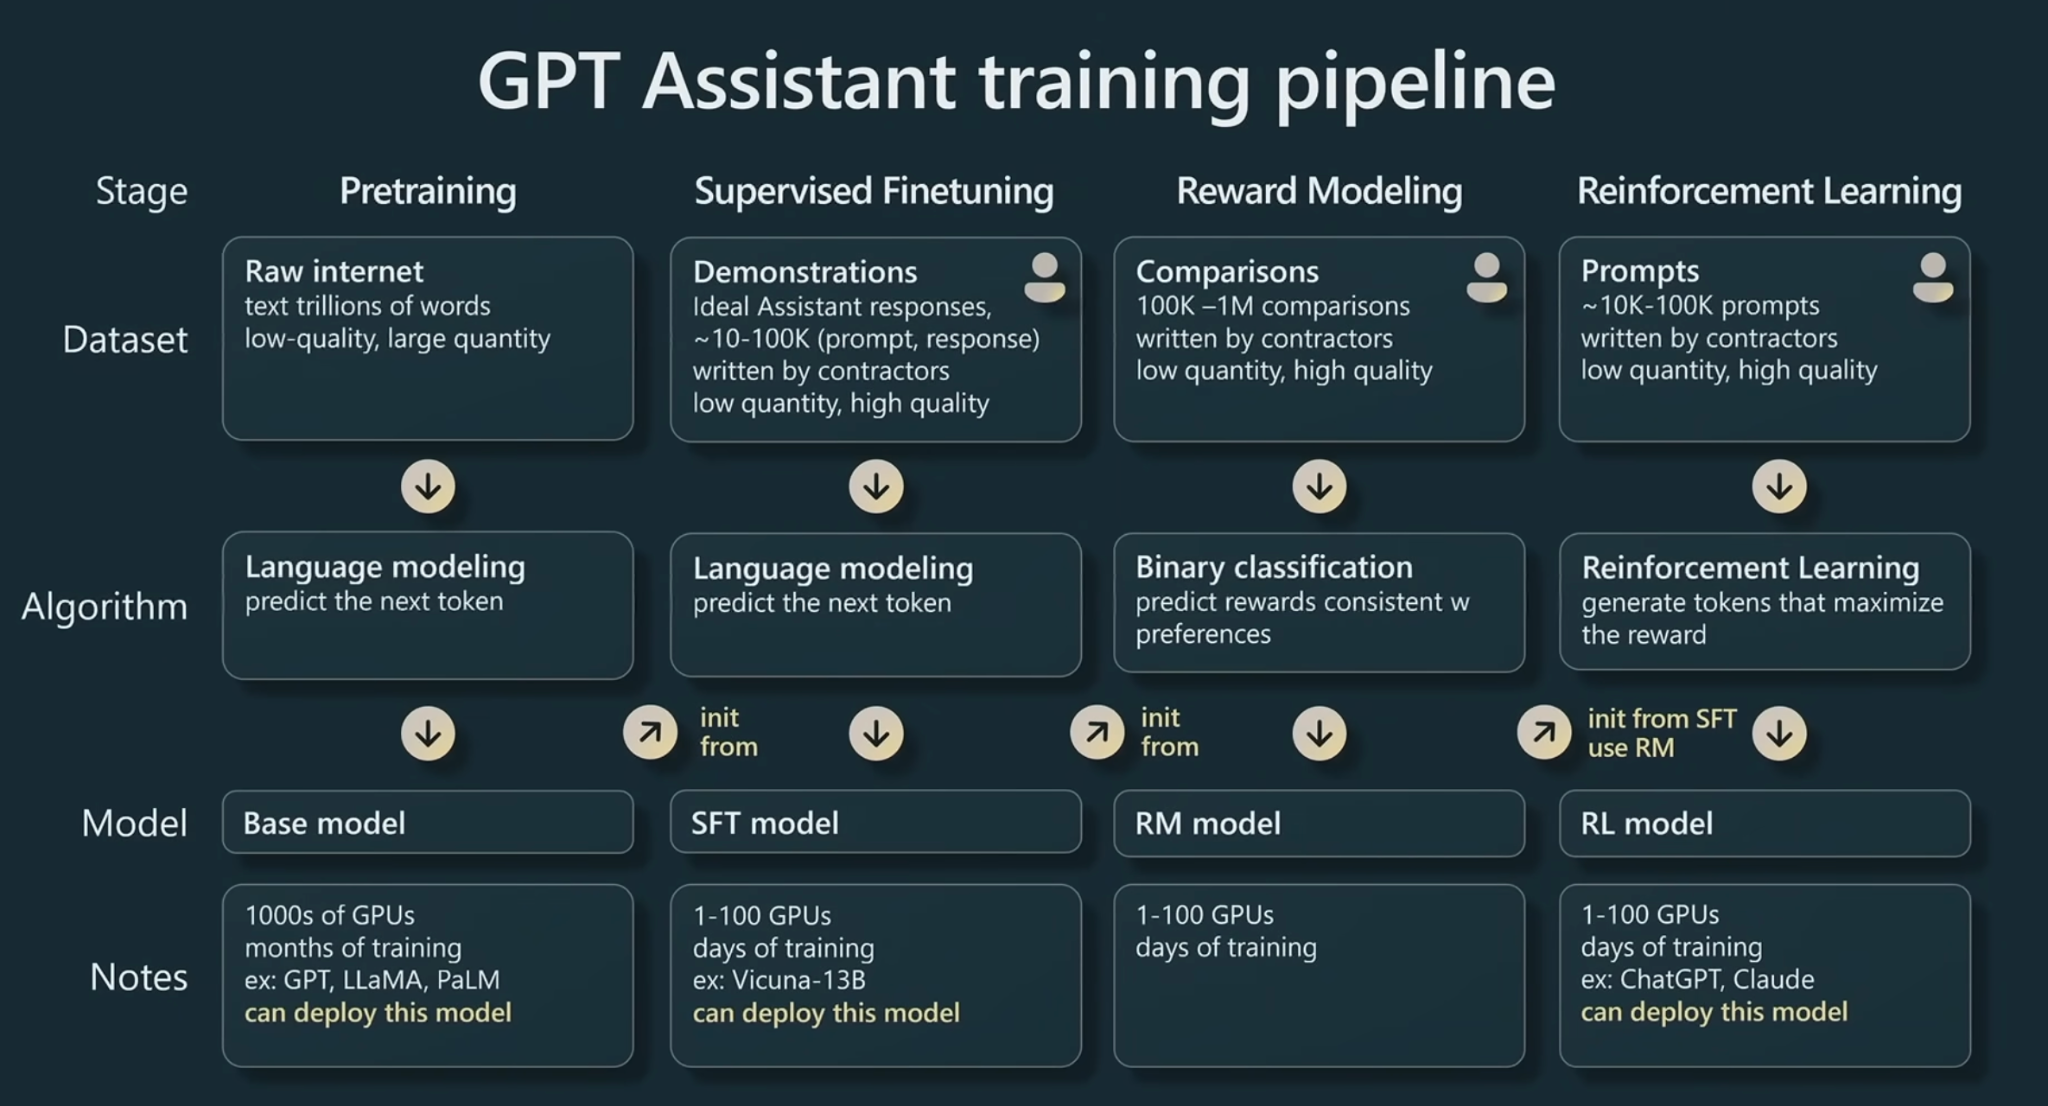 GPT Assistant training pipeline
Stage
Pretraining
Supervised Finetuning
Reward Modeling
Reinforcement Learning
Dataset
Raw internet
text trillions of words
low-quality, large quantity
Demonstrations
Ideal Assistant responses,
~10-100K (prompt, response)
written by contractors
low quantity, high quality
Comparisons
100K –1M comparisons
written by contractors
low quantity, high quality
Prompts
~10K-100K prompts
written by contractors
low quantity, high quality
Algorithm
Language modeling
predict the next token
Language modeling
predict the next token
Binary classification
predict rewards consistent w
preferences
Reinforcement Learning
generate tokens that maximize
the reward
init
from
init
from
init from SFT
use RM
Model
Base model
SFT model
RM model
RL model
Notes
1000s of GPUs
months of training
ex: GPT, LLaMA, PaLM
can deploy this model
1-100 GPUs
days of training
ex: Vicuna-13B
can deploy this model
1-100 GPUs
days of training
1-100 GPUs
days of training
ex: ChatGPT, Claude
can deploy this model